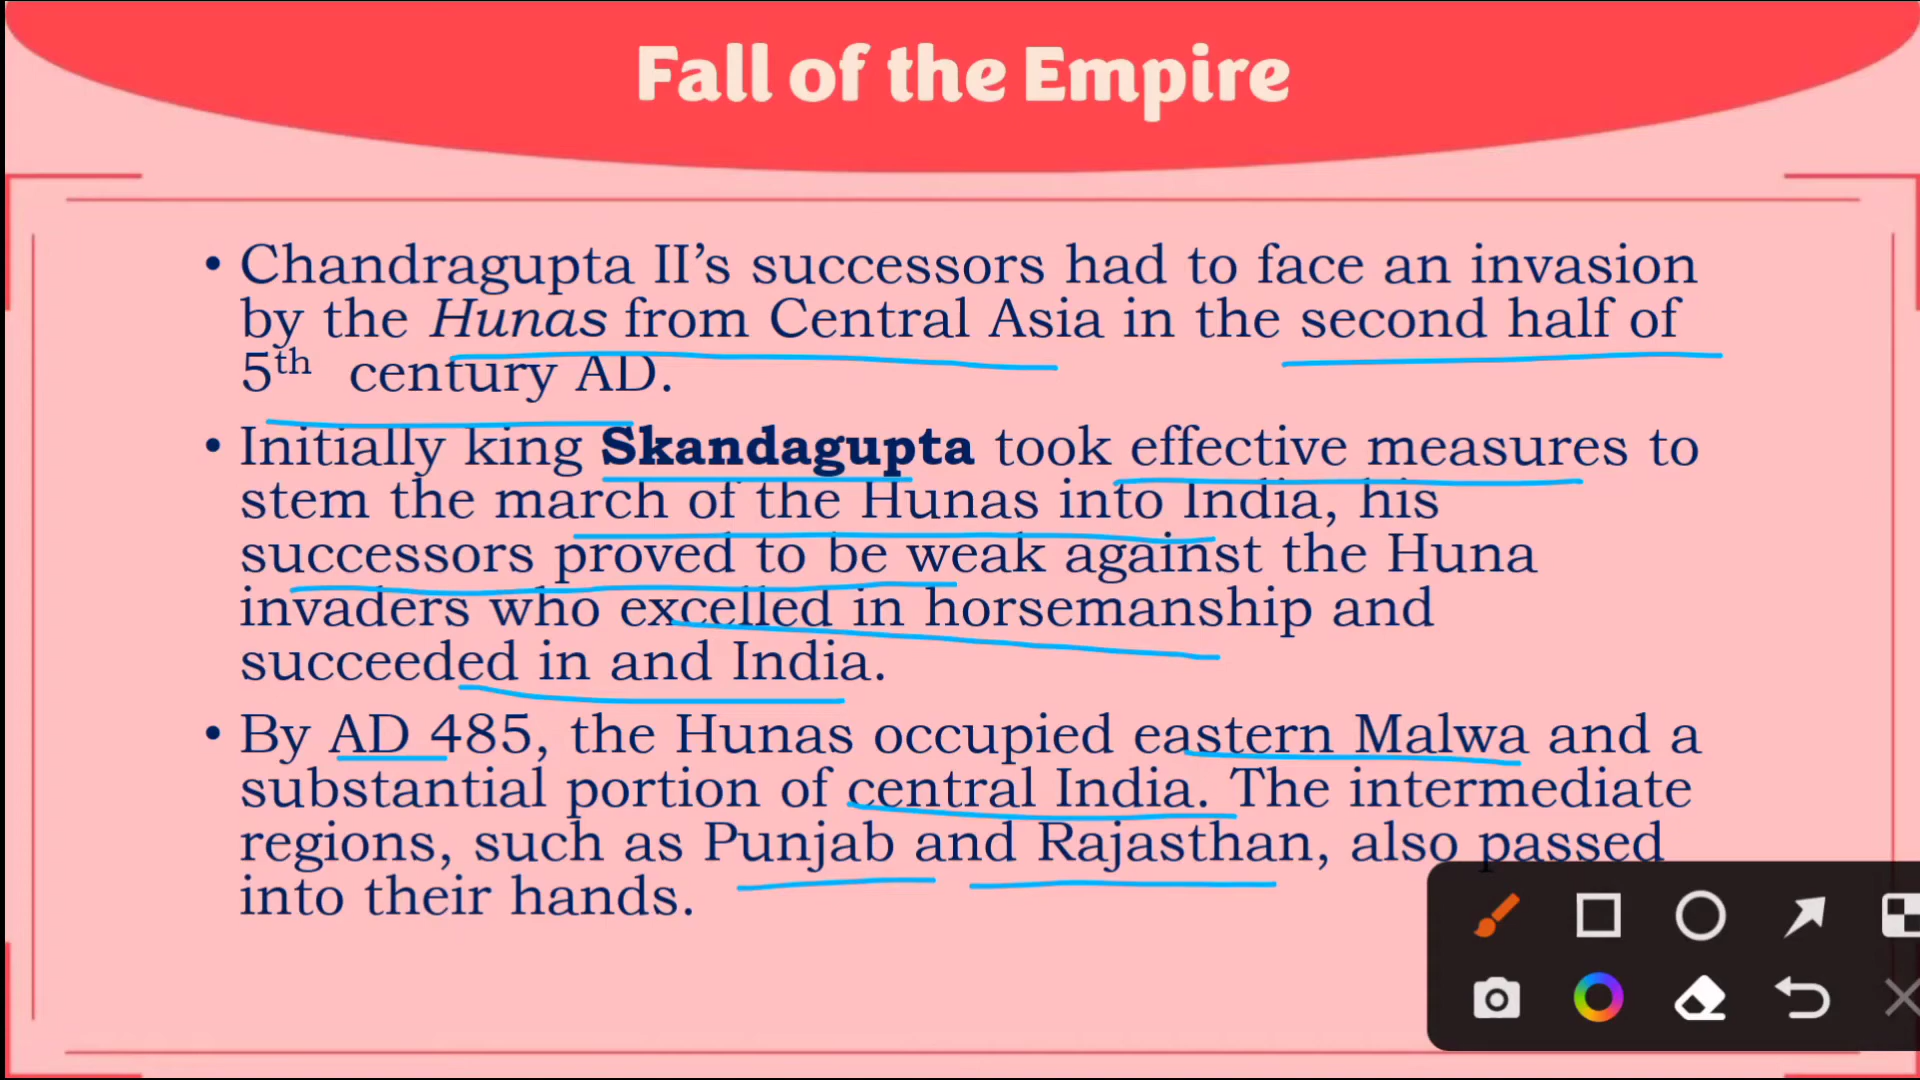 Fall of the Empire
• Chandragupta II’s successors had to face an invasion
by the Hunas from Central Asia in the second half of
5th century AD.
• Initially king Skandagupta took effective measures to
stem the march of the Hunas into India, his
successors proved to be weak against the Huna
invaders who excelled in horsemanship and
succeeded in and India.
• By AD 485, the Hunas occupied eastern Malwa and a
substantial portion of central India. The intermediate
regions, such as Punjab and Rajasthan, also passed
into their hands.